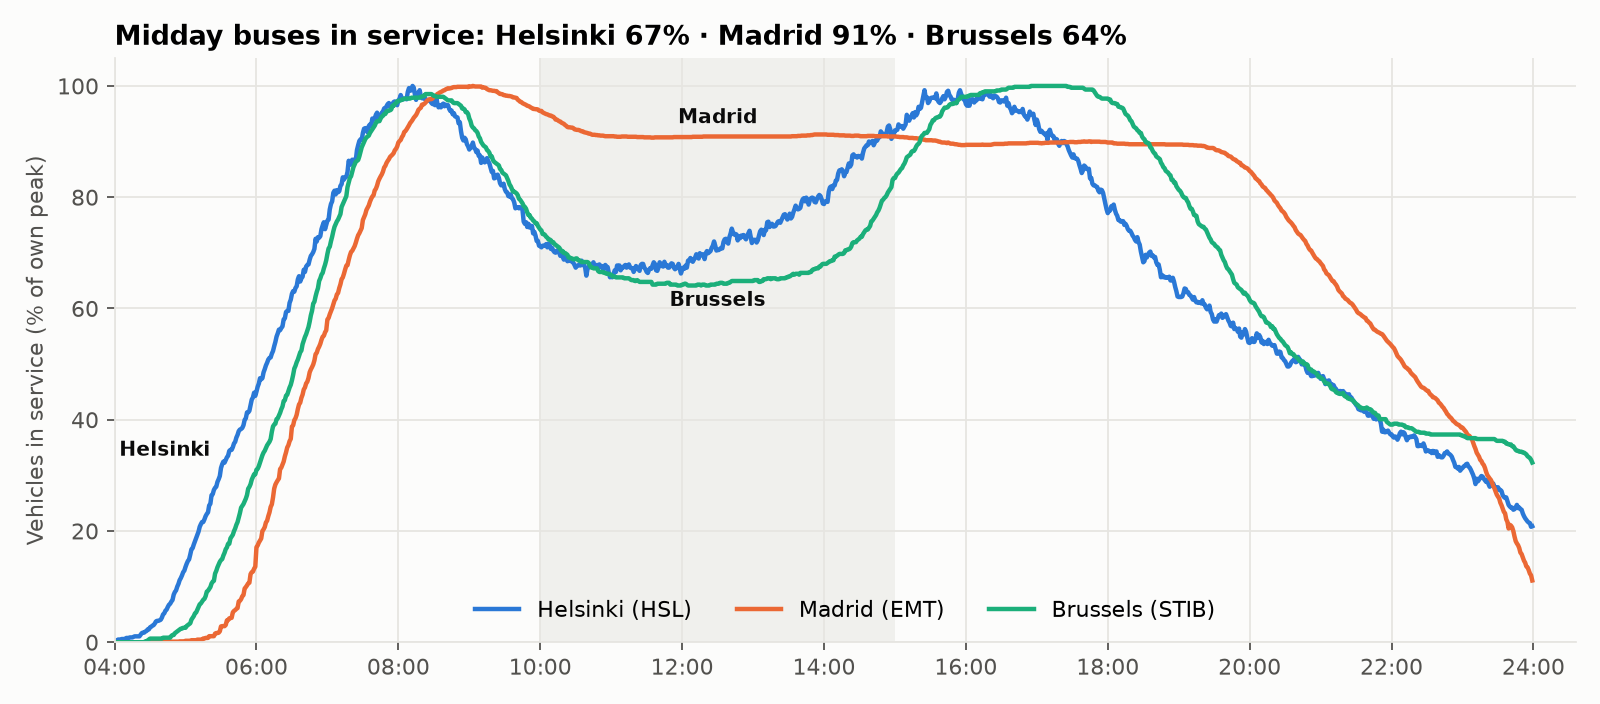 Midday buses in service: Helsinki 67% · Madrid 91% · Brussels 64%
Vehicles in service (% of own peak)
100
80
60
40
20
0
Madrid
Brussels
Helsinki
Helsinki (HSL)
Madrid (EMT)
Brussels (STIB)
04:00 06:00 08:00 10:00 12:00 14:00 16:00 18:00 20:00 22:00 24:00